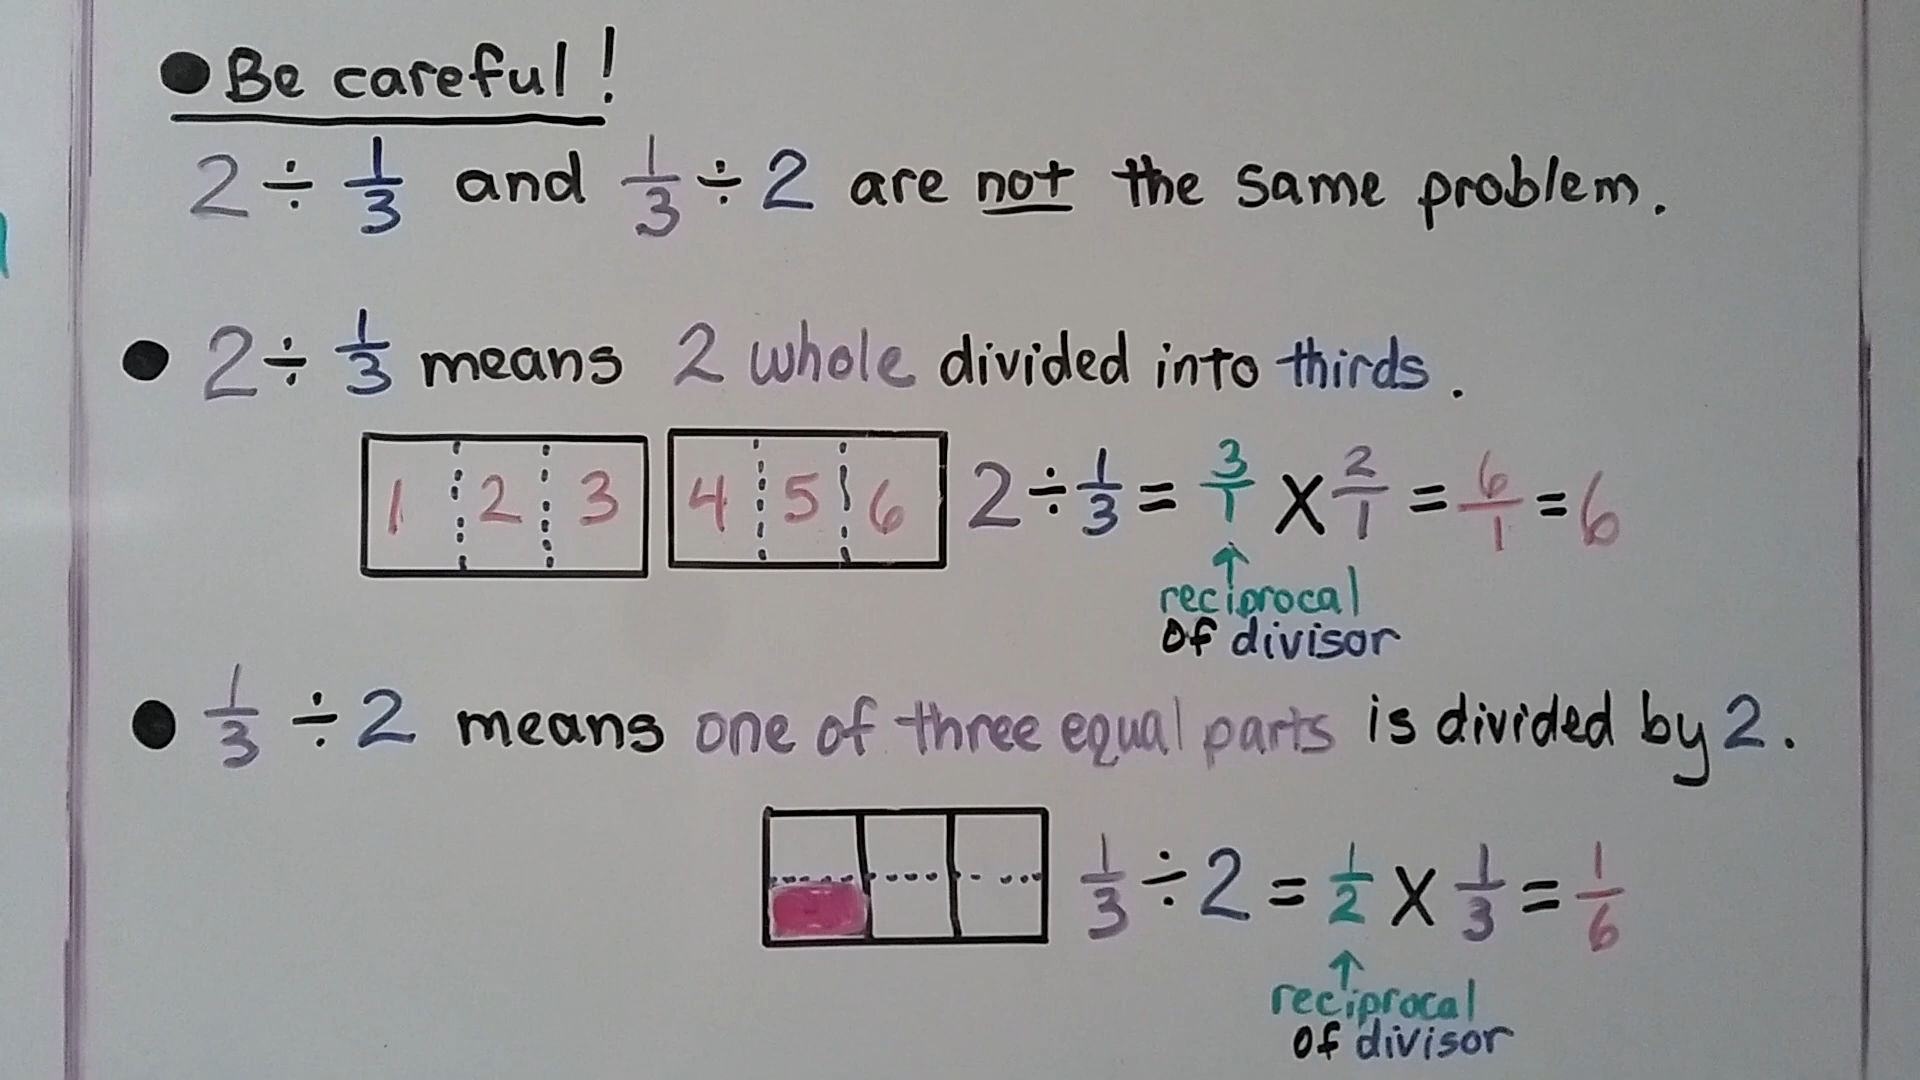 ● Be careful!
2 ÷ 1/3 and 1/3 ÷ 2 are not the same problem.
● 2 ÷ 1/3 means 2 whole divided into thirds.
1 2 3 4 5 6 2 ÷ 1/3 = 3/1 X 2/1 = 6/1 = 6
reciprocal
of divisor
● 1/3 ÷ 2 means one of three equal parts is divided by 2.
1/3 ÷ 2 = 1/2 X 1/3 = 1/6
reciprocal
of divisor